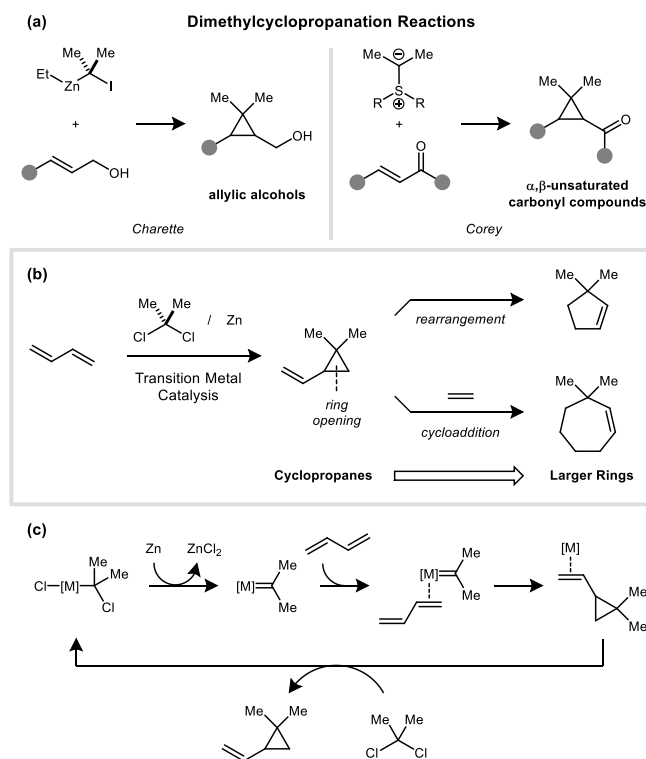 (a)
Dimethylcyclopropanation Reactions
Me
Me
Et
Zn
I
+
OH
Me
Me
OH
allylic alcohols
Charette
Me
⊖
Me
S
R
⊕
R
+
O
Me
Me
O
α,β-unsaturated
carbonyl compounds
Corey
(b)
Me
Me
Cl
Cl
/ Zn
Transition Metal
Catalysis
Me
Me
ring
opening
rearrangement
Me
Me
cycloaddition
Me
Me
Cyclopropanes
Larger Rings
(c)
Cl
[M]
Me
Me
Cl
Zn
ZnCl2
[M]
Me
Me
[M]
Me
Me
[M]
Me
Me
Me
Me
Me
Me
Cl
Cl